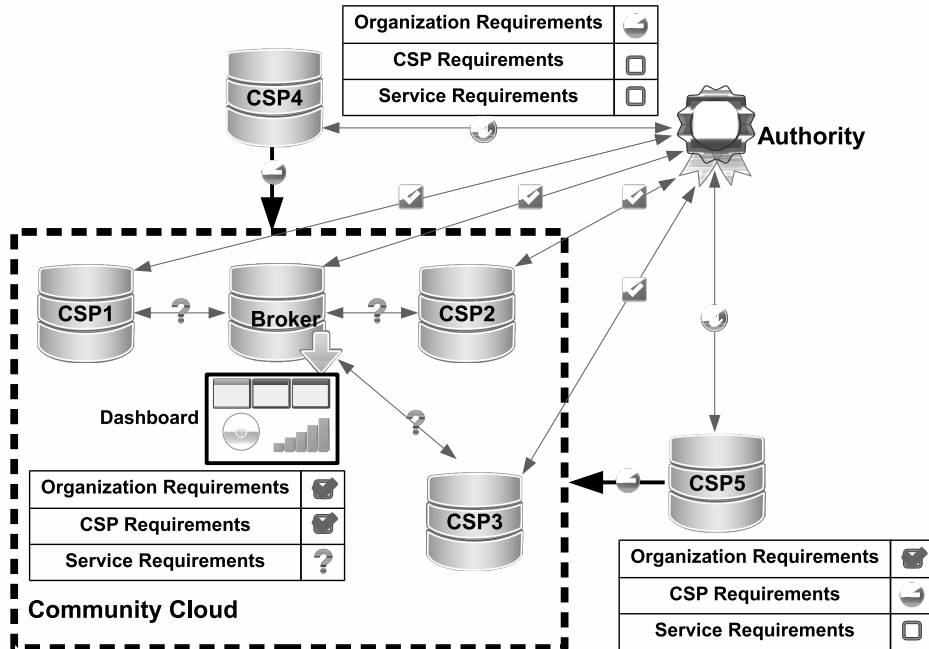 Organization Requirements
CSP Requirements
Service Requirements
CSP4
Authority
CSP1
Broker
CSP2
Dashboard
Organization Requirements
CSP Requirements
Service Requirements
?
?
?
?
CSP3
CSP5
Community Cloud
Organization Requirements
CSP Requirements
Service Requirements